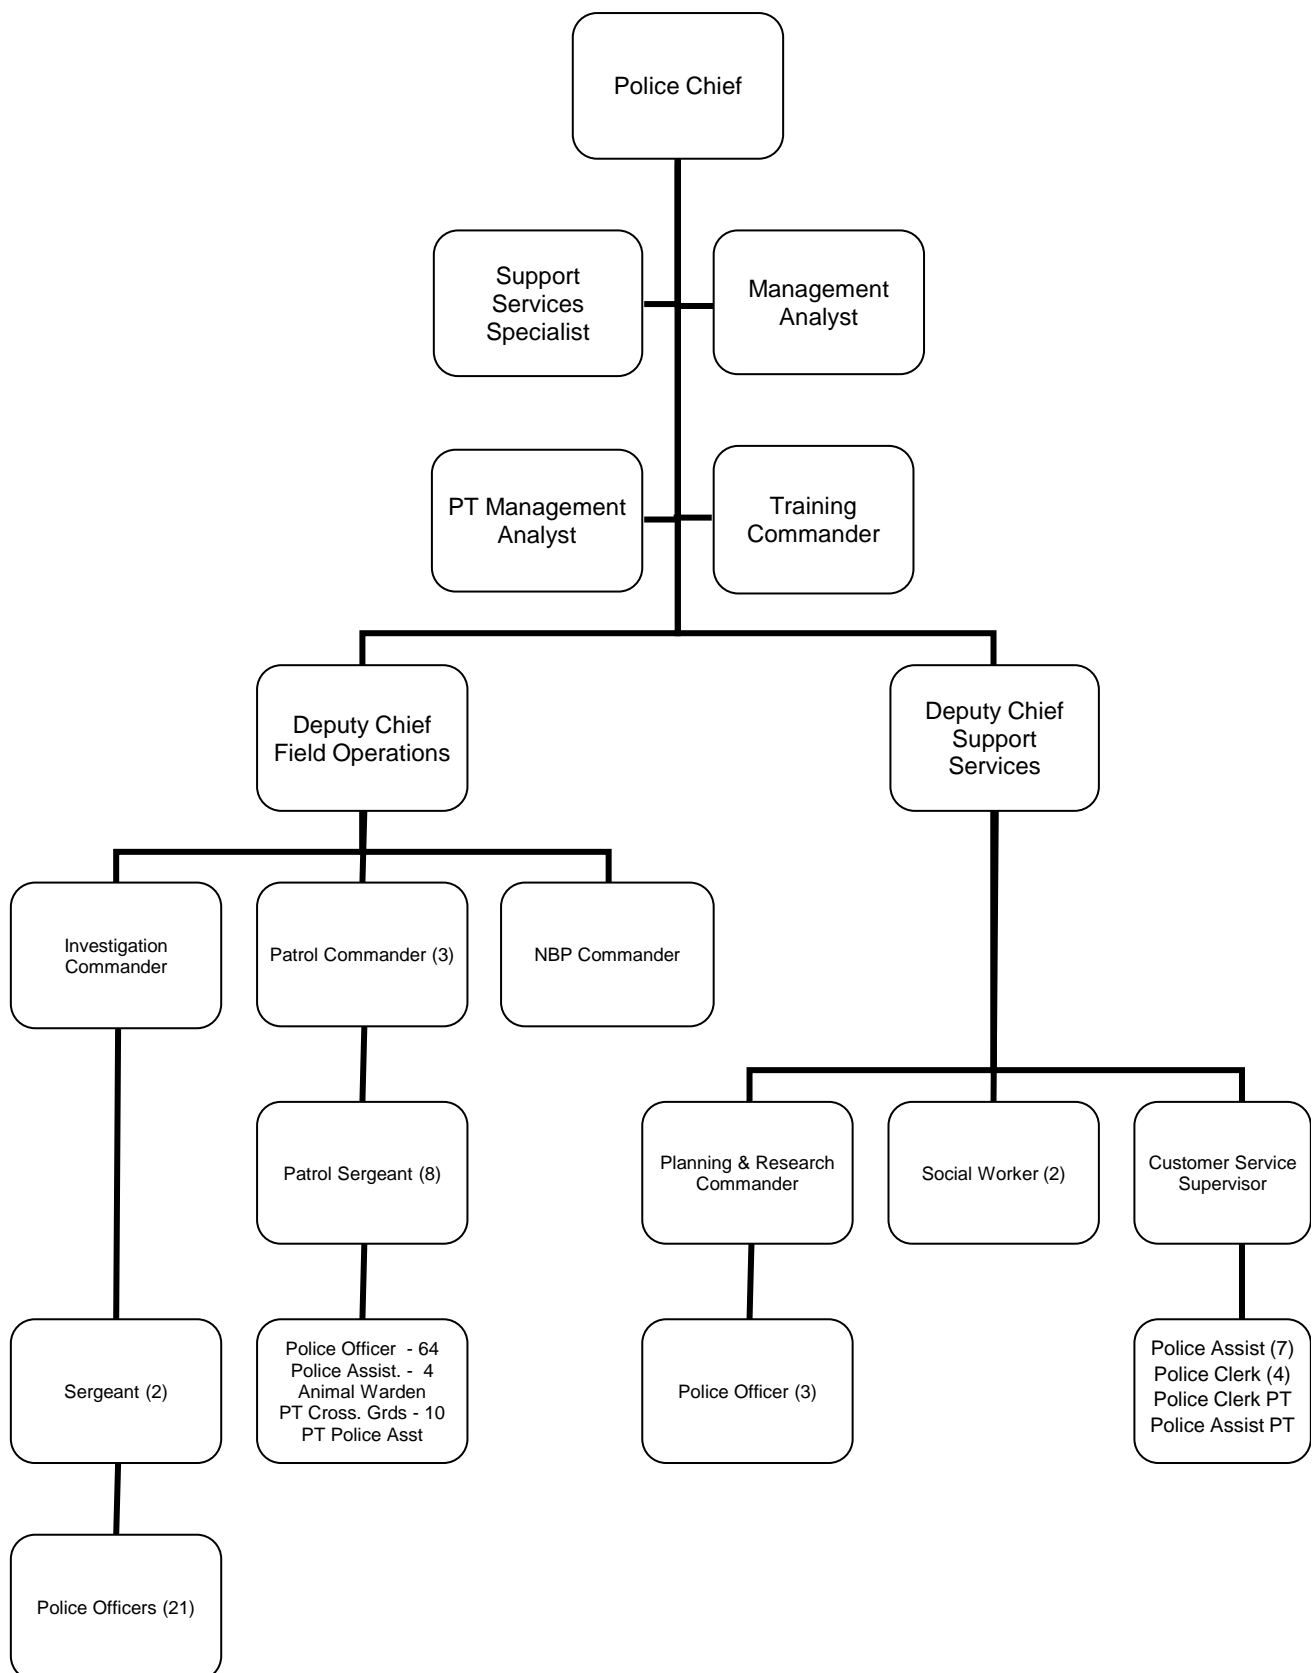 Police Chief
Support
Services
Specialist
Management
Analyst
PT Management
Analyst
Training
Commander
Deputy Chief
Field Operations
Deputy Chief
Support
Services
Investigation
Commander
Patrol Commander (3)
NBP Commander
Patrol Sergeant (8)
Planning & Research
Commander
Social Worker (2)
Customer Service
Supervisor
Sergeant (2)
Police Officer - 64
Police Assist. - 4
Animal Warden
PT Cross. Grds - 10
PT Police Asst
Police Officer (3)
Police Assist (7)
Police Clerk (4)
Police Clerk PT
Police Assist PT
Police Officers (21)